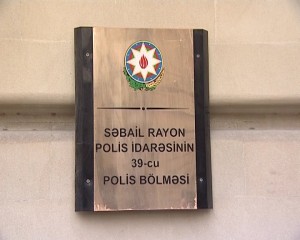 SƏBAİL RAYON
POLİS İDARƏSİNİN
39-cu
POLİS BÖLMƏSİ